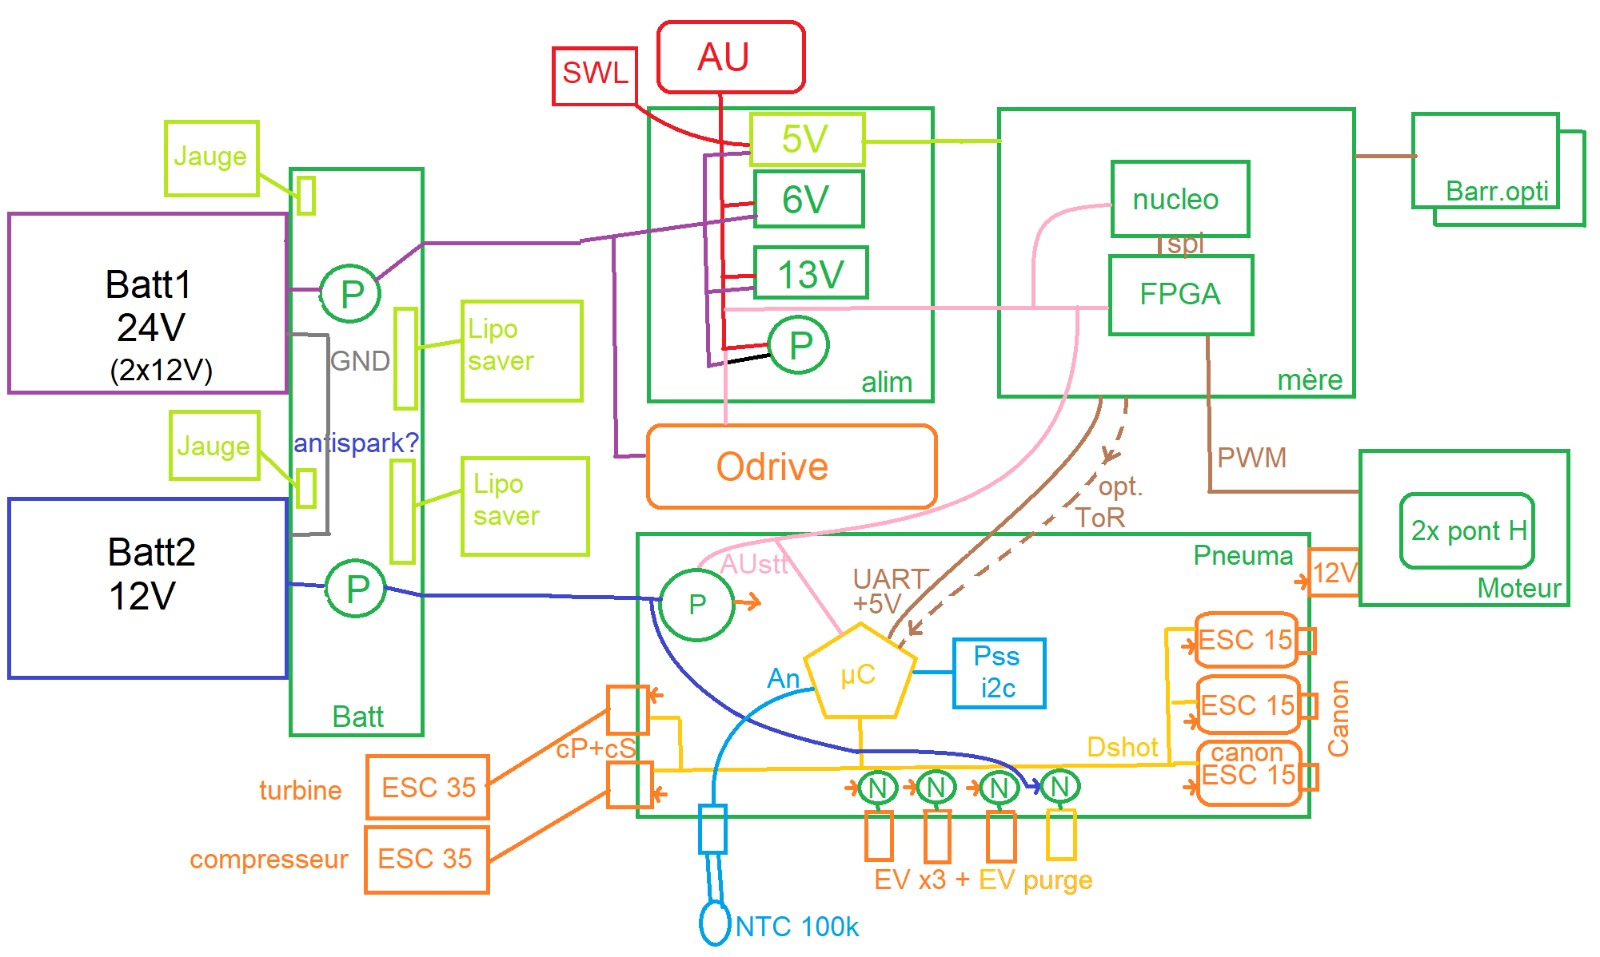 AU
SWL
5V
6V
13V
P
alim
Jauge
Batt1
24V
(2x12V)
P
Lipo
saver
GND
Jauge
antispark?
Lipo
saver
Batt2
12V
P
Batt
nucleo
spI
FPGA
mère
Barr.opti
Odrive
PWM
opt.
ToR
2x pont H
Moteur
12V
Pneuma
AUstt
P
UART
+5V
µC
An
Pss
i2c
ESC 15
ESC 15
canon
ESC 15
Canon
Dshot
cP+cS
turbine
ESC 35
compresseur
ESC 35
N
N
N
N
EV x3 + EV purge
NTC 100k